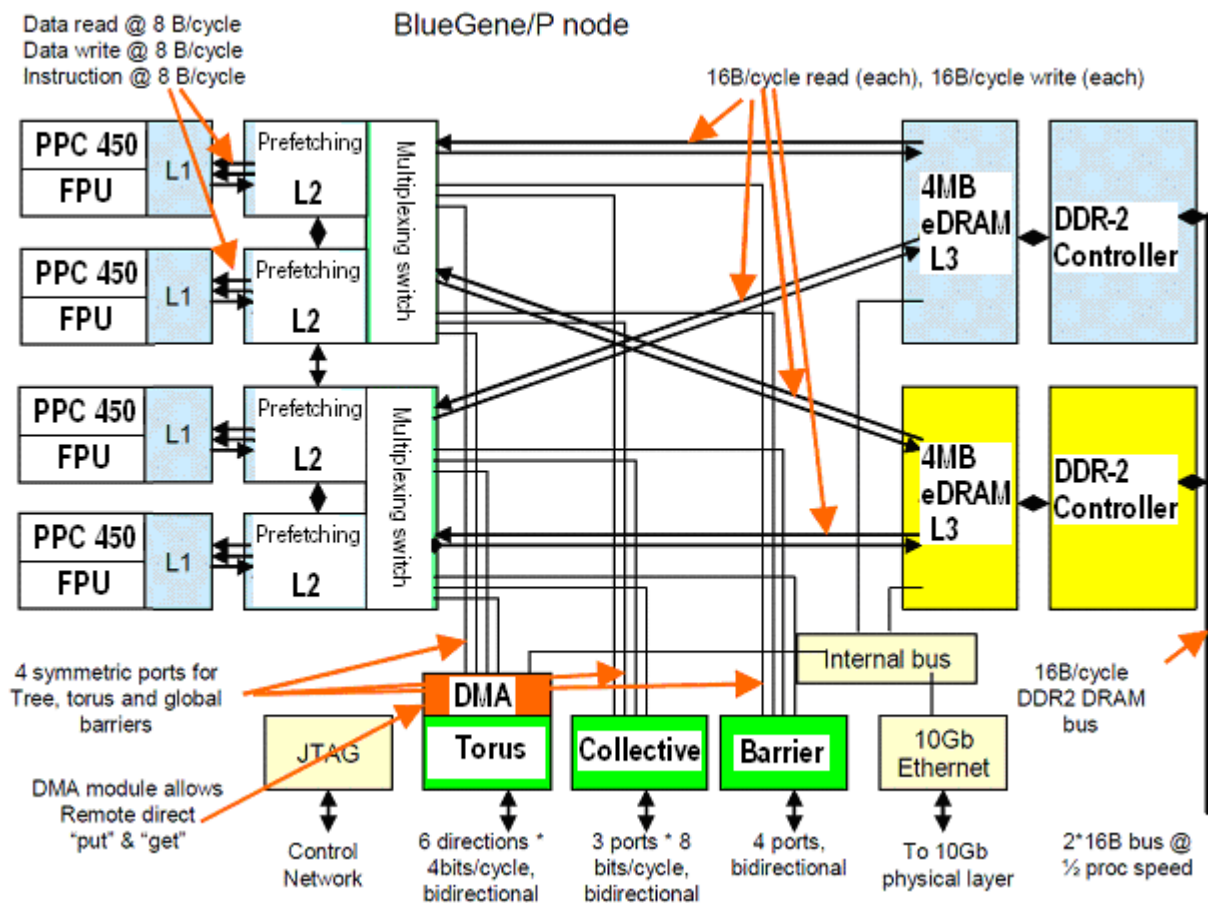 BlueGene/P node
Data read @ 8 B/cycle
Data write @ 8 B/cycle
Instruction @ 8 B/cycle
16B/cycle read (each), 16B/cycle write (each)
PPC 450
FPU
L1
Prefetching
L2
PPC 450
FPU
L1
Prefetching
L2
Multiplexing switch
PPC 450
FPU
L1
Prefetching
L2
PPC 450
FPU
L1
Prefetching
L2
Multiplexing switch
4MB
eDRAM
L3
DDR-2
Controller
4MB
eDRAM
L3
DDR-2
Controller
4 symmetric ports for
Tree, torus and global
barriers
DMA module allows
Remote direct
“put” & “get”
Internal bus
16B/cycle
DDR2 DRAM
bus
JTAG
DMA
Torus
Collective
Barrier
10Gb
Ethernet
Control
Network
6 directions *
4bits/cycle,
bidirectional
3 ports * 8
bits/cycle,
bidirectional
4 ports,
bidirectional
To 10Gb
physical layer
2*16B bus @
½ proc speed